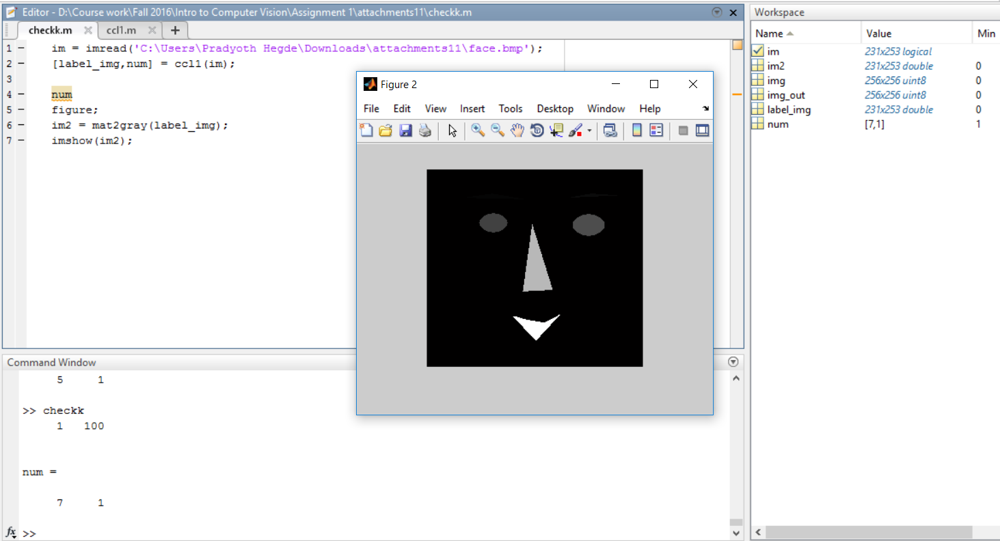 Editor - D:\Course work\Fall 2016\Intro to Computer Vision\Assignment 1\attachments11\checkk.m
checkk.m ccl1.m
1 im = imread('C:\Users\Pradyoth Hegde\Downloads\attachments11\face.bmp');
2 [label_img,num] = ccl1(im);
3
4 num
5 figure;
6 im2 = mat2gray(label_img);
7 imshow(im2);
Figure 2
File Edit View Insert Tools Desktop Window Help
Command Window
5 1
>> checkk
1 100
num =
7 1
fx >>
Workspace
Name Value Min
im 231x253 logical
im2 231x253 double 0
img 256x256 uint8 0
img_out 256x256 uint8 0
label_img 231x253 double 0
num [7,1] 1